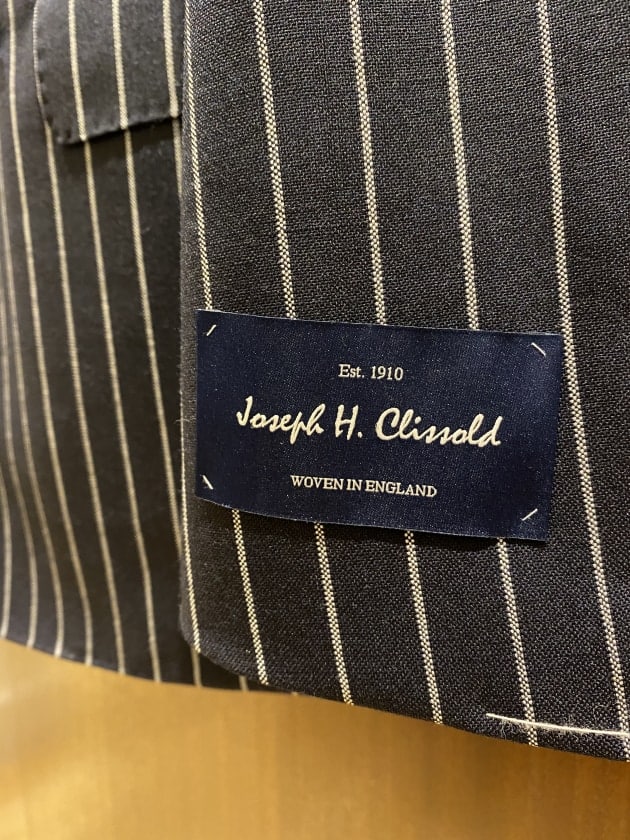 Est. 1910
Joseph H. Clissold
WOVEN IN ENGLAND